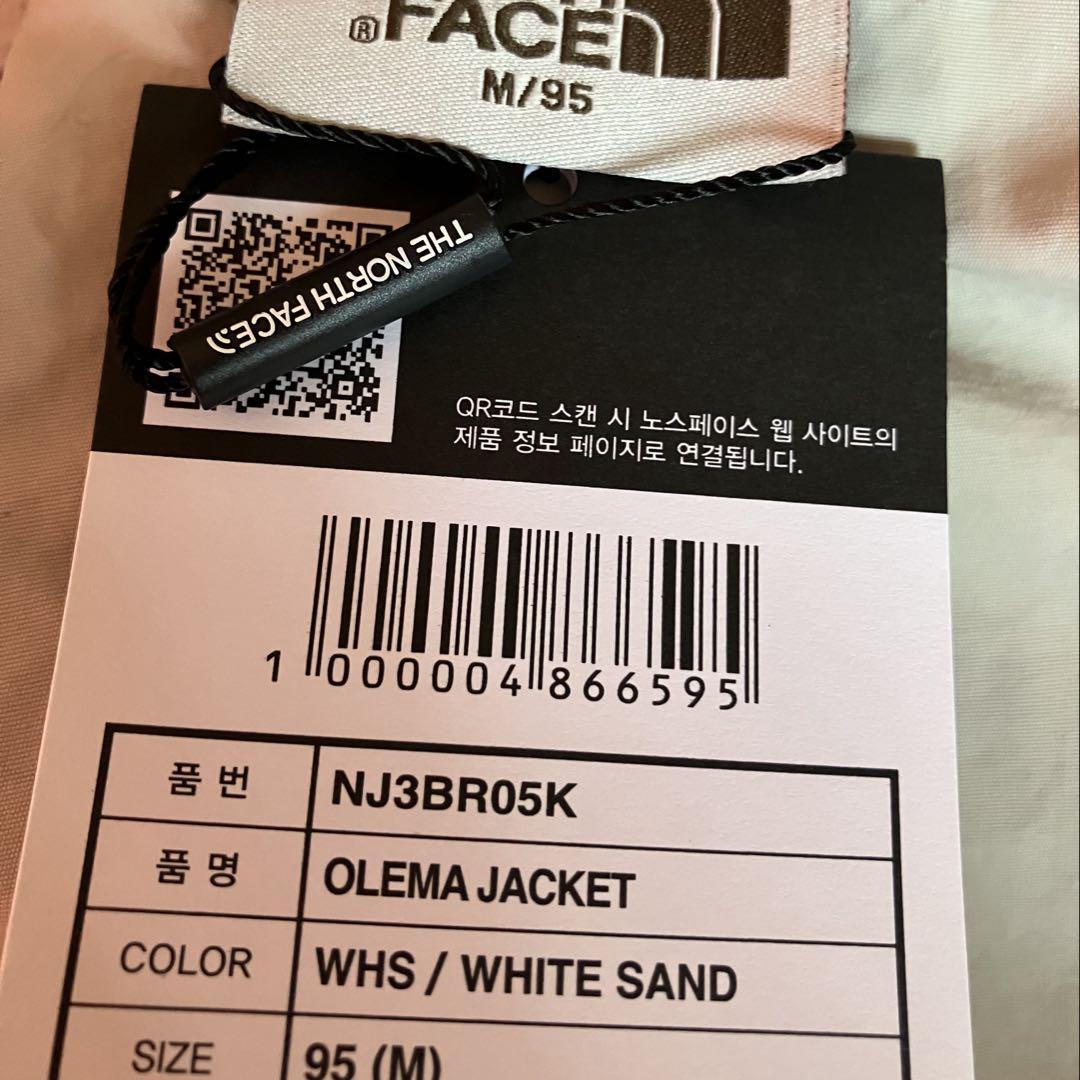 ® FACE
M/95
THE NORTH FACE
QR코드 스캔 시 노스페이스 웹 사이트의
제품 정보 페이지로 연결됩니다.
1 000004 866595
품 번 NJ3BR05K
품 명 OLEMA JACKET
COLOR WHS / WHITE SAND
SIZE 95 (M)